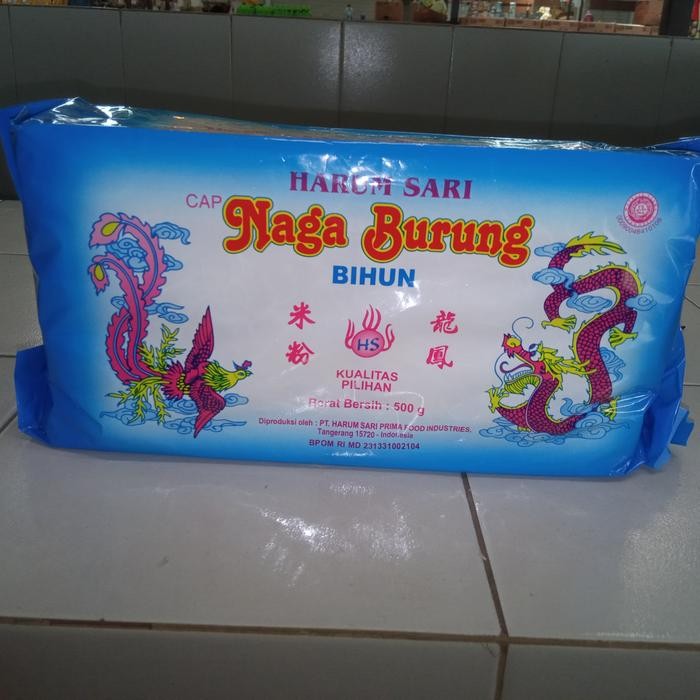 HARUM SARI
CAP Naga Burung
BIHUN
米粉
龍鳳
HS
KUALITAS
PILIHAN
Berat Bersih : 500 g
Diproduksi oleh : PT. HARUM SARI PRIMA FOOD INDUSTRIES.
Tangerang 15720 - Indonesia
BPOM RI MD 231331002104